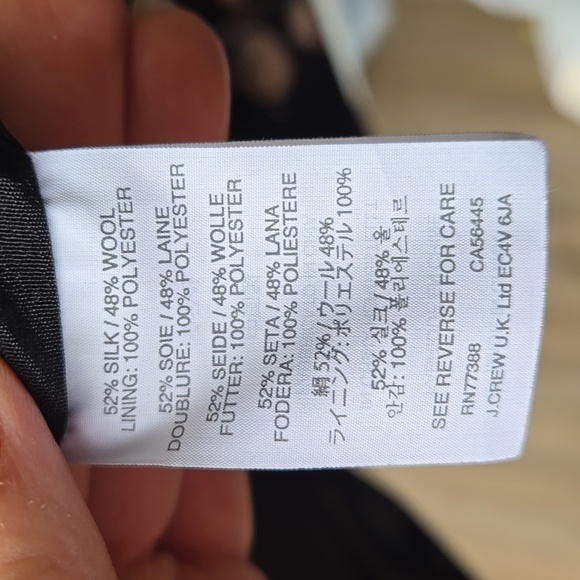 52% SILK / 48% WOOL
LINING: 100% POLYESTER
52% SOIE / 48% LAINE
DOUBLURE: 100% POLYESTER
52% SEIDE / 48% WOLLE
FUTTER: 100% POLYESTER
52% SETA / 48% LANA
FODERA: 100% POLIESTERE
絹 52% / ウール 48%
ライニング: ポリエステル 100%
52% 실크 / 48% 울
안감: 100% 폴리에스테르
SEE REVERSE FOR CARE
RN77388 CA56445
J.CREW U.K. Ltd EC4V 6JA